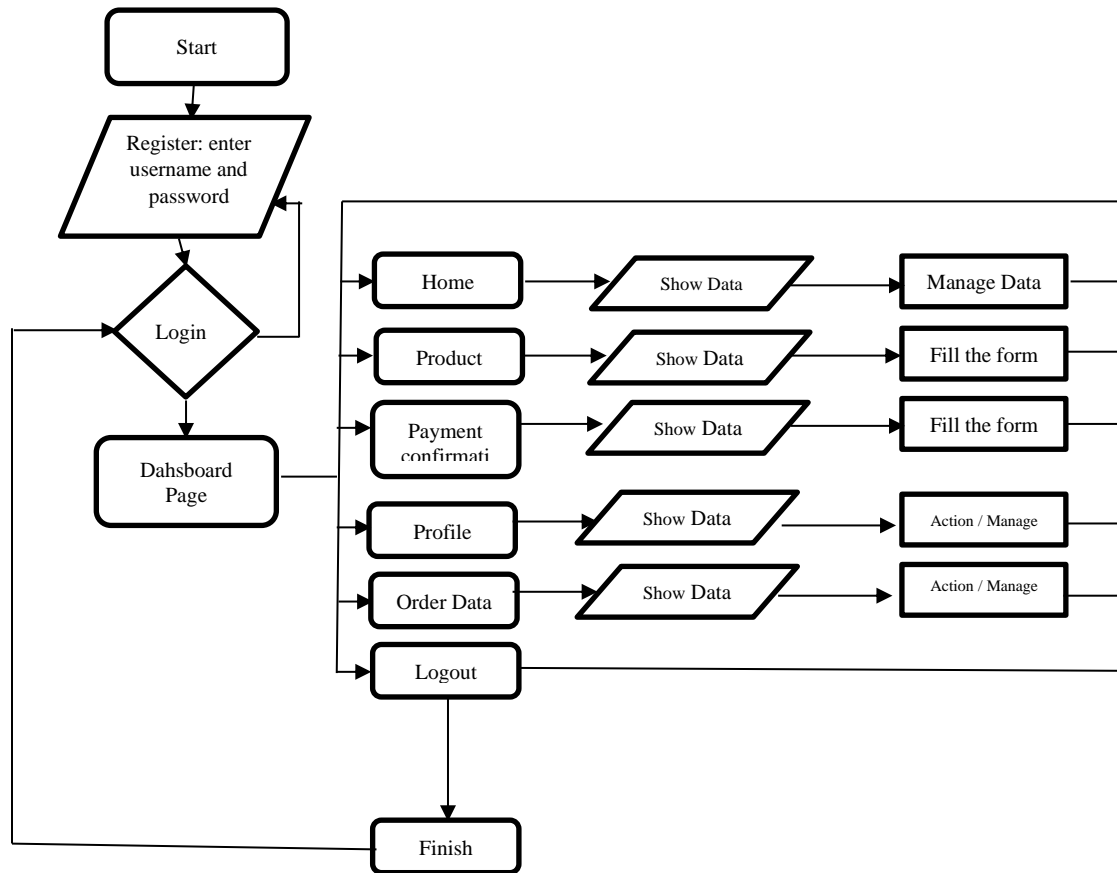 Start
Register: enter
username and
password
Login
Dahsboard
Page
Home
Show Data
Manage Data
Product
Show Data
Fill the form
Payment
confirmati
Show Data
Fill the form
Profile
Show Data
Action / Manage
Order Data
Show Data
Action / Manage
Logout
Finish